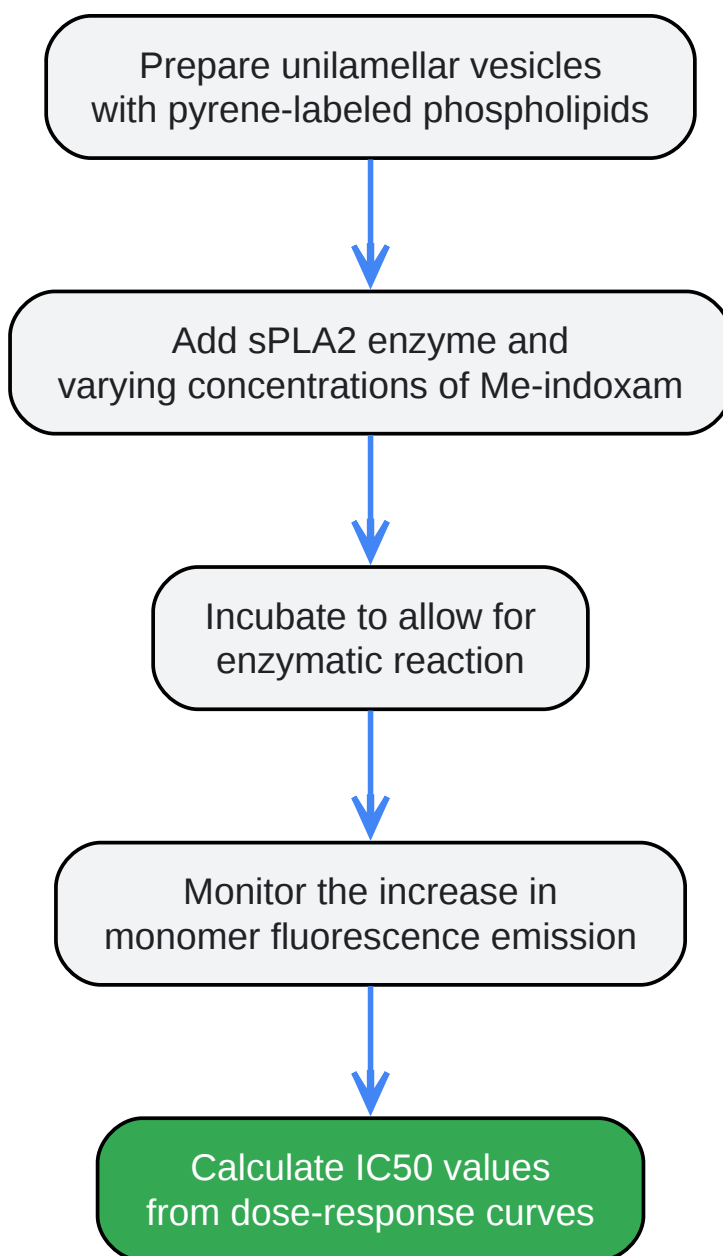 Prepare unilamellar vesicles
with pyrene-labeled phospholipids
Add sPLA2 enzyme and
varying concentrations of Me-indoxam
Incubate to allow for
enzymatic reaction
Monitor the increase in
monomer fluorescence emission
Calculate IC50 values
from dose-response curves